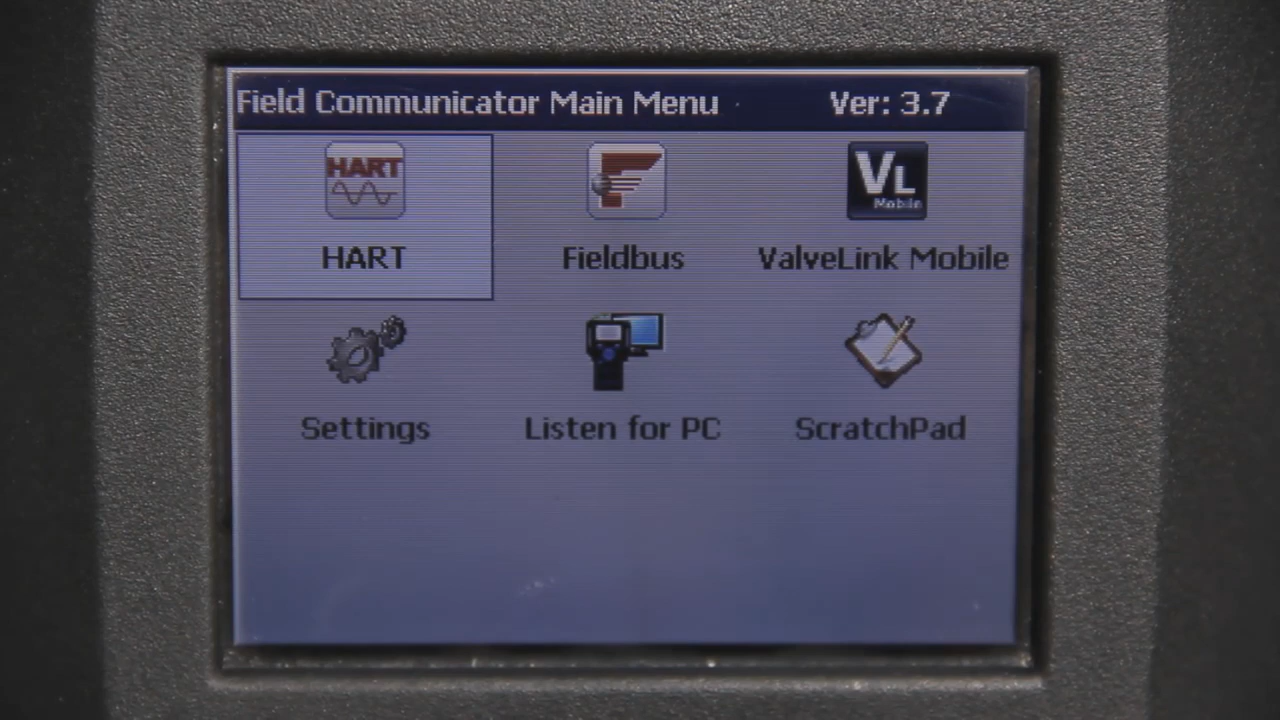 Field Communicator Main Menu Ver: 3.7
HART VL Mobile
HART Fieldbus ValveLink Mobile
Settings Listen for PC ScratchPad